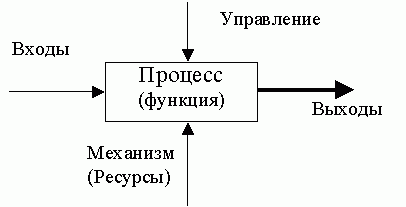 Управление
Входы
Процесс
(функция)
Выходы
Механизм
(Ресурсы)